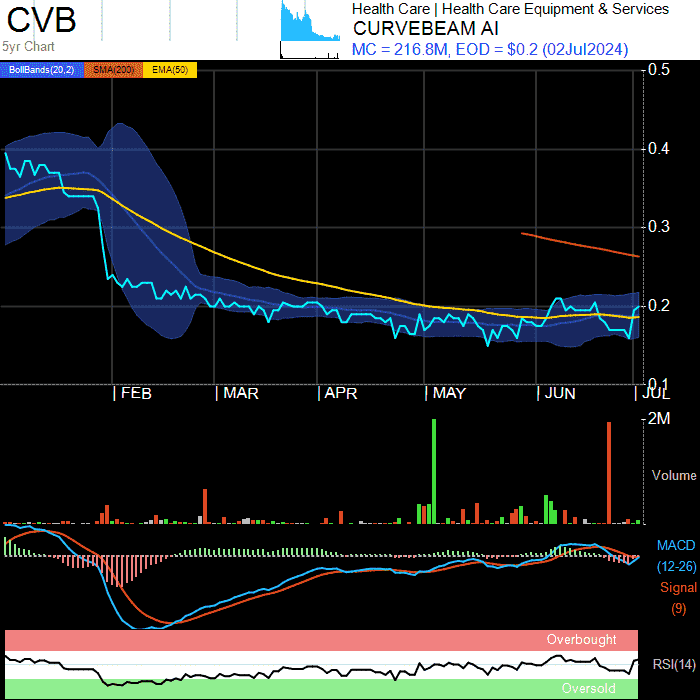 CVB
5yr Chart
Health Care | Health Care Equipment & Services
CURVEBEAM AI
MC = 216.8M, EOD = $0.2 (02Jul2024)
BollBands(20,2) SMA(200) EMA(50)
0.5
0.4
0.3
0.2
0.1
FEB MAR APR MAY JUN JUL
2M
Volume
MACD
(12-26)
Signal
(9)
Overbought
RSI(14)
Oversold